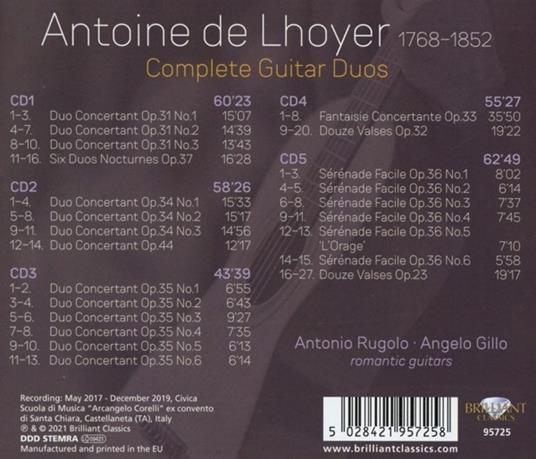 Antoine de Lhoyer 1768–1852
Complete Guitar Duos
CD1 60'23
1-3. Duo Concertant Op.31 No.1 15'07
4-7. Duo Concertant Op.31 No.2 14'39
8-10. Duo Concertant Op.31 No.3 13'43
11-16. Six Duos Nocturnes Op.37 16'28
CD2 58'26
1-4. Duo Concertant Op.34 No.1 15'33
5-8. Duo Concertant Op.34 No.2 15'17
9-11. Duo Concertant Op.34 No.3 14'56
12-14. Duo Concertant Op.44 12'17
CD3 43'39
1-2. Duo Concertant Op.35 No.1 6'55
3-4. Duo Concertant Op.35 No.2 6'43
5-6. Duo Concertant Op.35 No.3 9'27
7-8. Duo Concertant Op.35 No.4 7'35
9-10. Duo Concertant Op.35 No.5 6'13
11-13. Duo Concertant Op.35 No.6 6'14
CD4 55'27
1-8. Fantaisie Concertante Op.33 35'50
9-20. Douze Valses Op.32 19'22
CD5 62'49
1-3. Sérénade Facile Op.36 No.1 8'02
4-5. Sérénade Facile Op.36 No.2 6'14
6-8. Sérénade Facile Op.36 No.3 7'37
9-11. Sérénade Facile Op.36 No.4 7'45
12-13. Sérénade Facile Op.36 No.5
'L'Orage' 7'10
14-15. Sérénade Facile Op.36 No.6 5'58
16-27. Douze Valses Op.23 19'17
Antonio Rugolo · Angelo Gillo
romantic guitars
Recording: May 2017 - December 2019, Civica
Scuola di Musica "Arcangelo Corelli" ex convento
di Santa Chiara, Castellaneta (TA), Italy
℗ & © 2021 Brilliant Classics
DDD STEMRA
Manufactured and printed in the EU
5 028421 957258
www.brilliantclassics.com
BRILLIANT
CLASSICS
95725